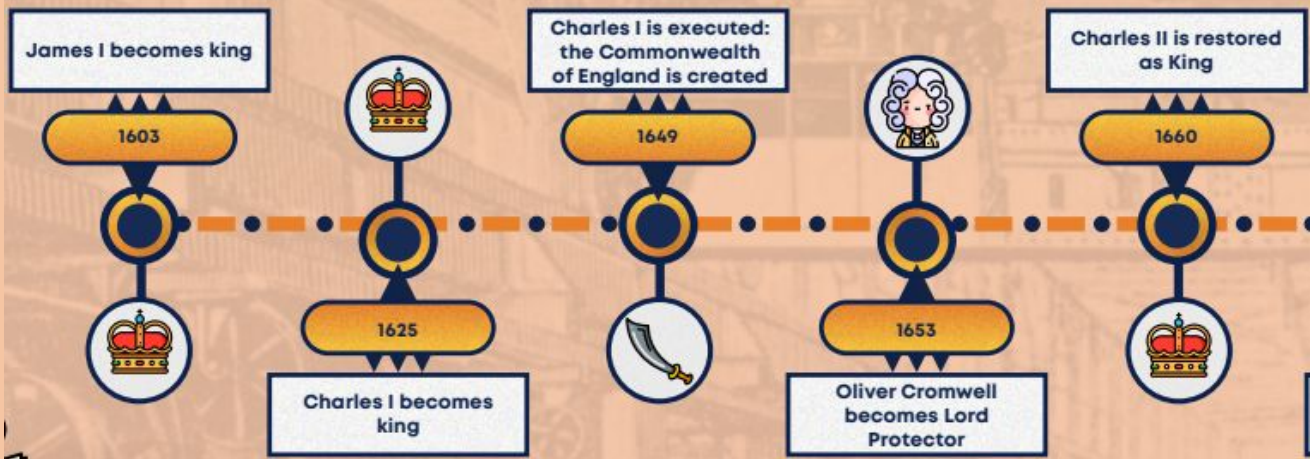 James I becomes king
1603
1625
Charles I becomes
king
Charles I is executed:
the Commonwealth
of England is created
1649
1653
Oliver Cromwell
becomes Lord
Protector
Charles II is restored
as King
1660